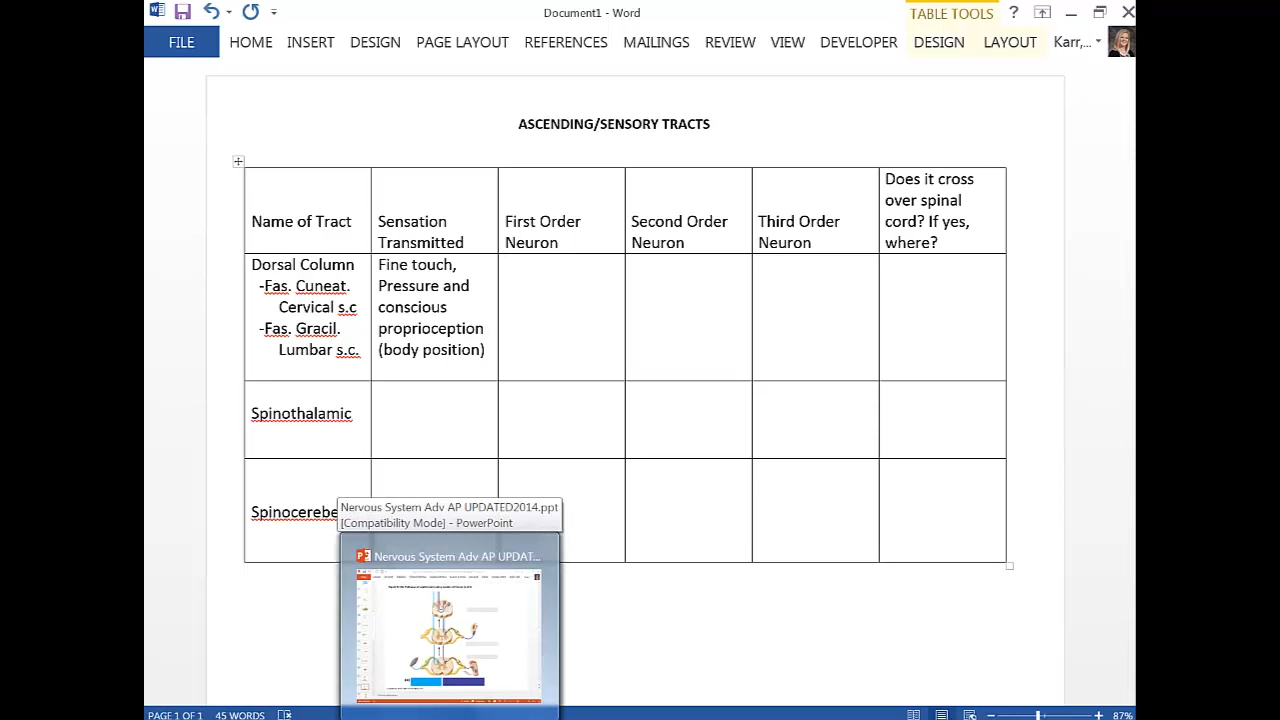 Document1 - Word
TABLE TOOLS
?
FILE
HOME
INSERT
DESIGN
PAGE LAYOUT
REFERENCES
MAILINGS
REVIEW
VIEW
DEVELOPER
DESIGN
LAYOUT
Karr,...
ASCENDING/SENSORY TRACTS
Name of Tract
Sensation
Transmitted
First Order
Neuron
Second Order
Neuron
Third Order
Neuron
Does it cross
over spinal
cord? If yes,
where?
Dorsal Column
-Fas. Cuneat.
Cervical s.c
-Fas. Gracil.
Lumbar s.c.
Fine touch,
Pressure and
conscious
proprioception
(body position)
Spinothalamic
Spinocerebe
Nervous System Adv AP UPDATED2014.ppt
[Compatibility Mode] - PowerPoint
Nervous System Adv AP UPDAT...
PAGE 1 OF 1
45 WORDS
87%